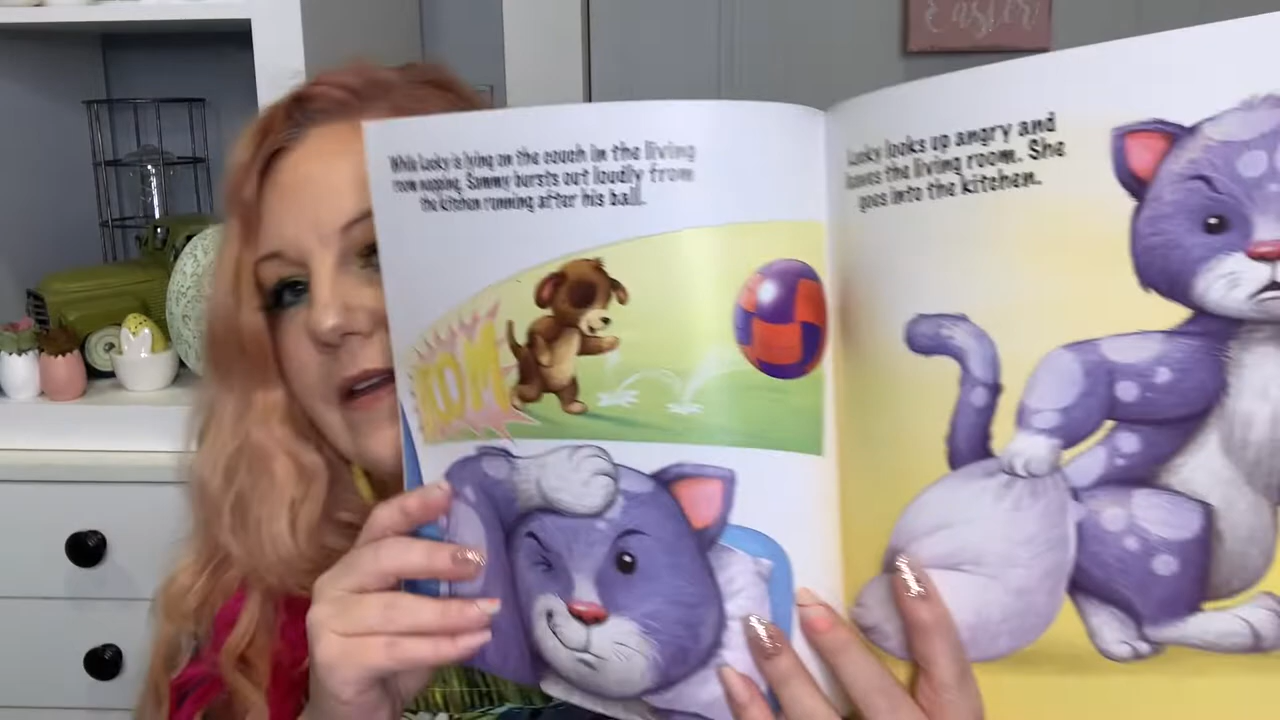 Easter
While Lucky is lying on the couch in the living
room napping, Sammy bursts out loudly from
the kitchen running after his ball.
Lucky looks up angry and
leaves the living room. She
goes into the kitchen.